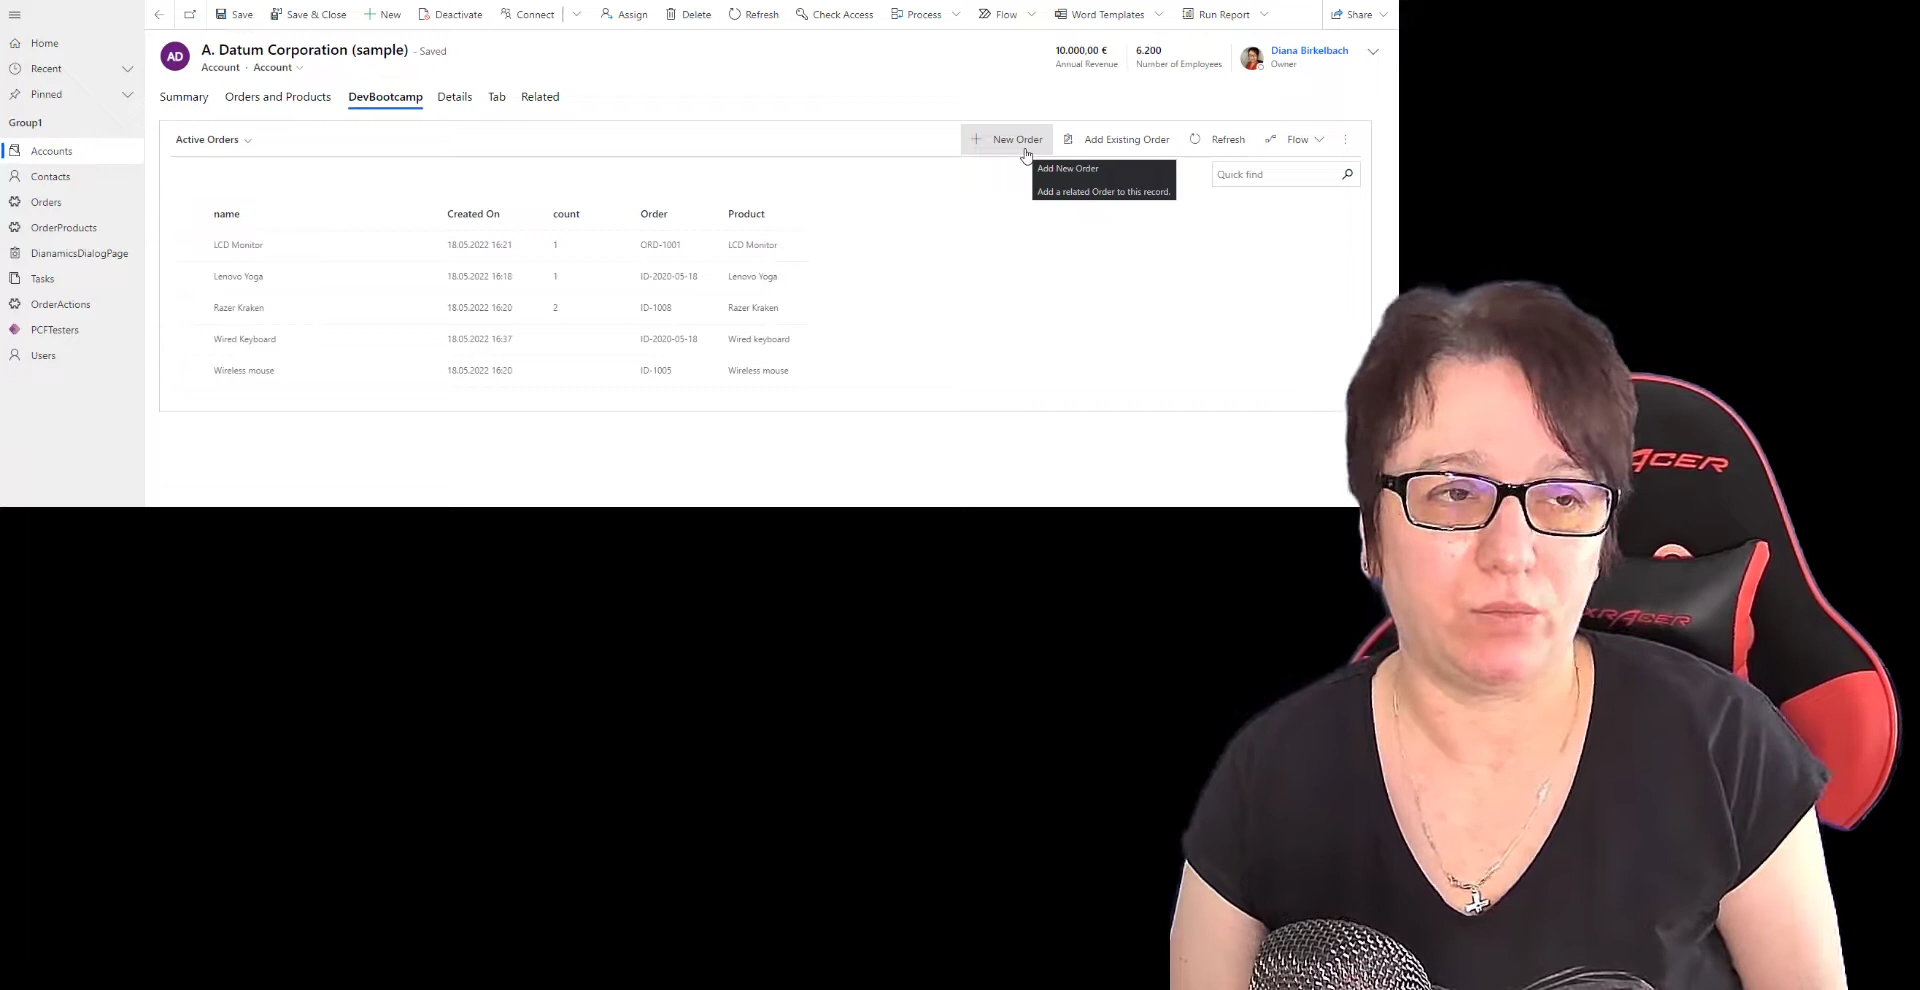 Save
Save & Close
New
Deactivate
Connect
Assign
Delete
Refresh
Check Access
Process
Flow
Word Templates
Run Report
Share
Home
Recent
Pinned
Group1
Accounts
Contacts
Orders
OrderProducts
DianamicsDialogPage
Tasks
OrderActions
PCFTesters
Users
AD
A. Datum Corporation (sample) - Saved
Account · Account
10.000,00 €
Annual Revenue
6.200
Number of Employees
Diana Birkelbach
Owner
Summary
Orders and Products
DevBootcamp
Details
Tab
Related
Active Orders
New Order
Add Existing Order
Refresh
Flow
Add New Order
Add a related Order to this record.
Quick find
name Created On count Order Product
LCD Monitor 18.05.2022 16:21 1 ORD-1001 LCD Monitor
Lenovo Yoga 18.05.2022 16:18 1 ID-2020-05-18 Lenovo Yoga
Razer Kraken 18.05.2022 16:20 2 ID-1008 Razer Kraken
Wired Keyboard 18.05.2022 16:37 ID-2020-05-18 Wired keyboard
Wireless mouse 18.05.2022 16:20 ID-1005 Wireless mouse
ACER
XRACER